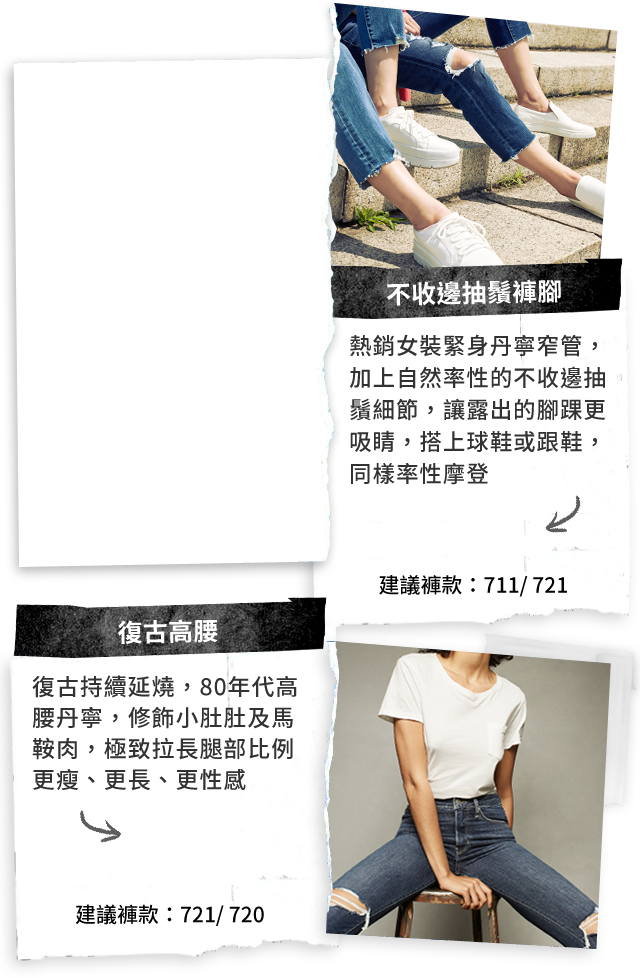 不收邊抽鬚褲腳
熱銷女裝緊身丹寧窄管，
加上自然率性的不收邊抽
鬚細節，讓露出的腳踝更
吸睛，搭上球鞋或跟鞋，
同樣率性摩登
建議褲款：711/ 721
復古高腰
復古持續延燒，80年代高
腰丹寧，修飾小肚肚及馬
鞍肉，極致拉長腿部比例
更瘦、更長、更性感
建議褲款：721/ 720